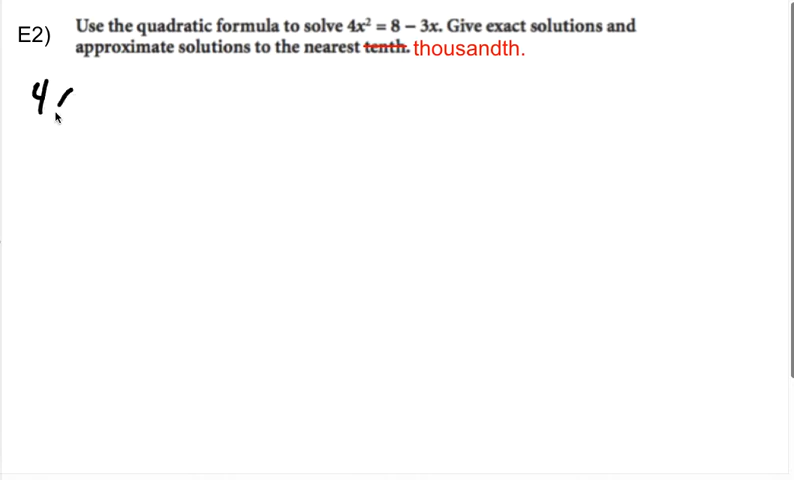 E2) Use the quadratic formula to solve 4x² = 8 − 3x. Give exact solutions and
approximate solutions to the nearest tenth. thousandth.
4